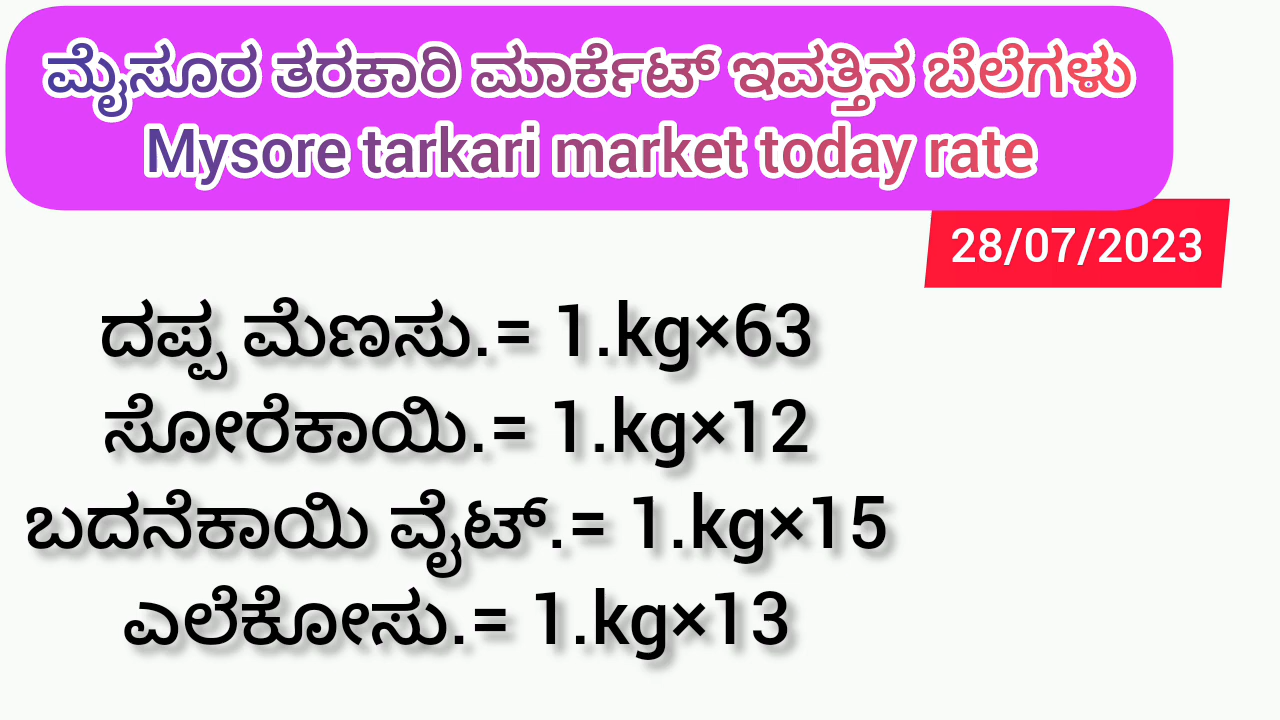 ಮೈಸೂರ ತರಕಾರಿ ಮಾರ್ಕೆಟ್ ಇವತ್ತಿನ ಬೆಲೆಗಳು
Mysore tarkari market today rate
28/07/2023
ದಪ್ಪ ಮೆಣಸು.= 1.kg×63
ಸೋರೆಕಾಯಿ.= 1.kg×12
ಬದನೆಕಾಯಿ ವೈಟ್.= 1.kg×15
ಎಲೆಕೋಸು.= 1.kg×13